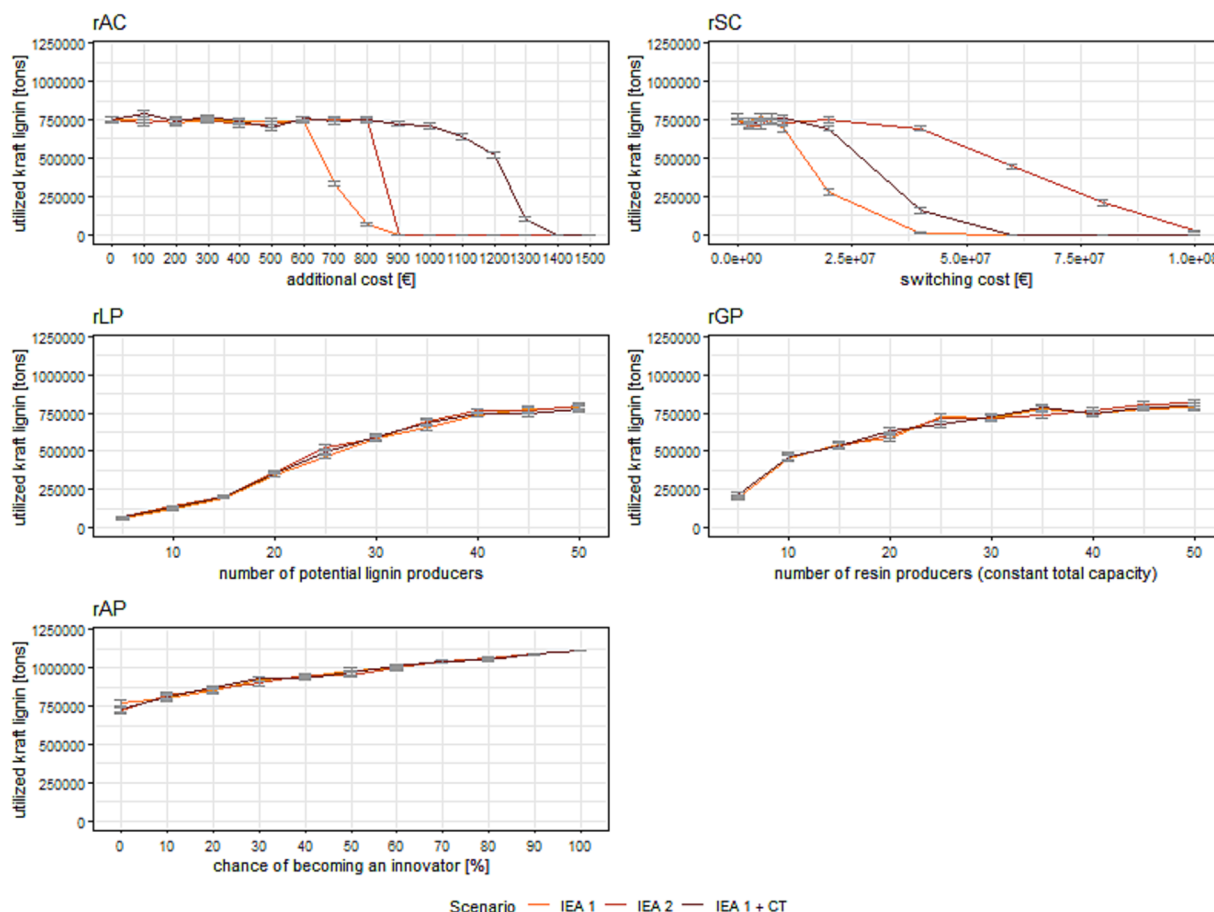 rAC
1250000
1000000
750000
500000
250000
0
utilized kraft lignin [tons]
0 100 200 300 400 500 600 700 800 900 1000 1100 1200 1300 1400 1500
additional cost [€]
rSC
1250000
1000000
750000
500000
250000
0
utilized kraft lignin [tons]
0.0e+00 2.5e+07 5.0e+07 7.5e+07
switching cost [€]
rLP
1250000
1000000
750000
500000
250000
0
utilized kraft lignin [tons]
10 20 30 40 50
number of potential lignin producers
rGP
1250000
1000000
750000
500000
250000
0
utilized kraft lignin [tons]
10 20 30 40 50
number of resin producers (constant total capacity)
rAP
1250000
1000000
750000
500000
250000
0
utilized kraft lignin [tons]
0 10 20 30 40 50 60 70 80 90 100
chance of becoming an innovator [%]
Scenario IEA 1 IEA 2 IEA 1 + CT